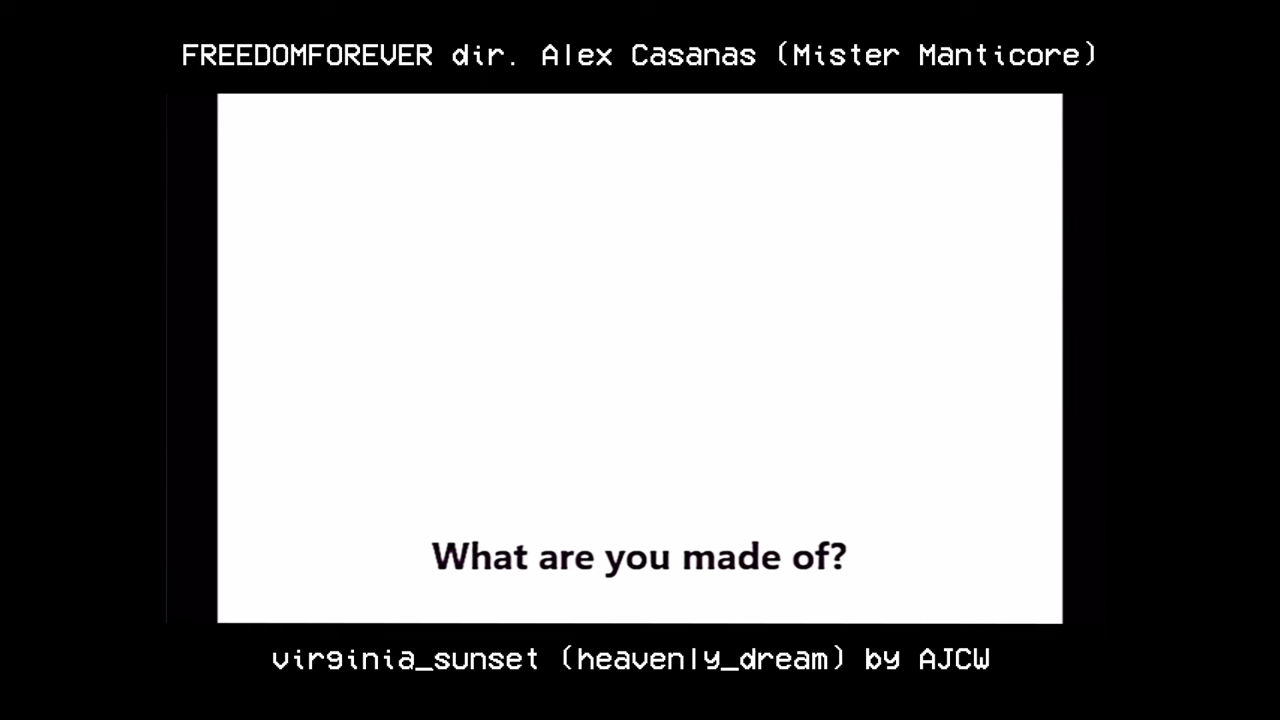 FREEDOMFOREVER dir. Alex Casanas (Mister Manticore)
What are you made of?
virginia_sunset (heavenly_dream) by AJCW